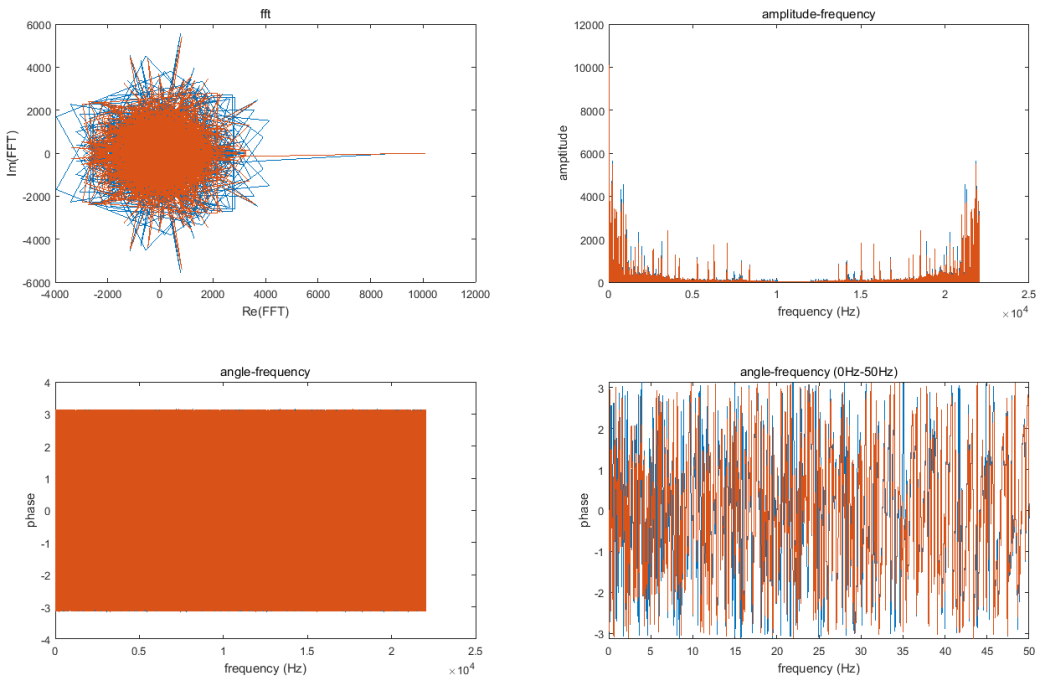 fft
6000
4000
2000
0
-2000
-4000
-6000
Im(FFT)
-4000 -2000 0 2000 4000 6000 8000 10000 12000
Re(FFT)
amplitude-frequency
12000
10000
8000
6000
4000
2000
0
amptitude
0 0.5 1 1.5 2 2.5
frequency (Hz)
×10^4
angle-frequency
4
3
2
1
0
-1
-2
-3
-4
phase
0 0.5 1 1.5 2 2.5
frequency (Hz)
×10^4
angle-frequency (0Hz-50Hz)
3
2
1
0
-1
-2
-3
phase
0 5 10 15 20 25 30 35 40 45 50
frequency (Hz)